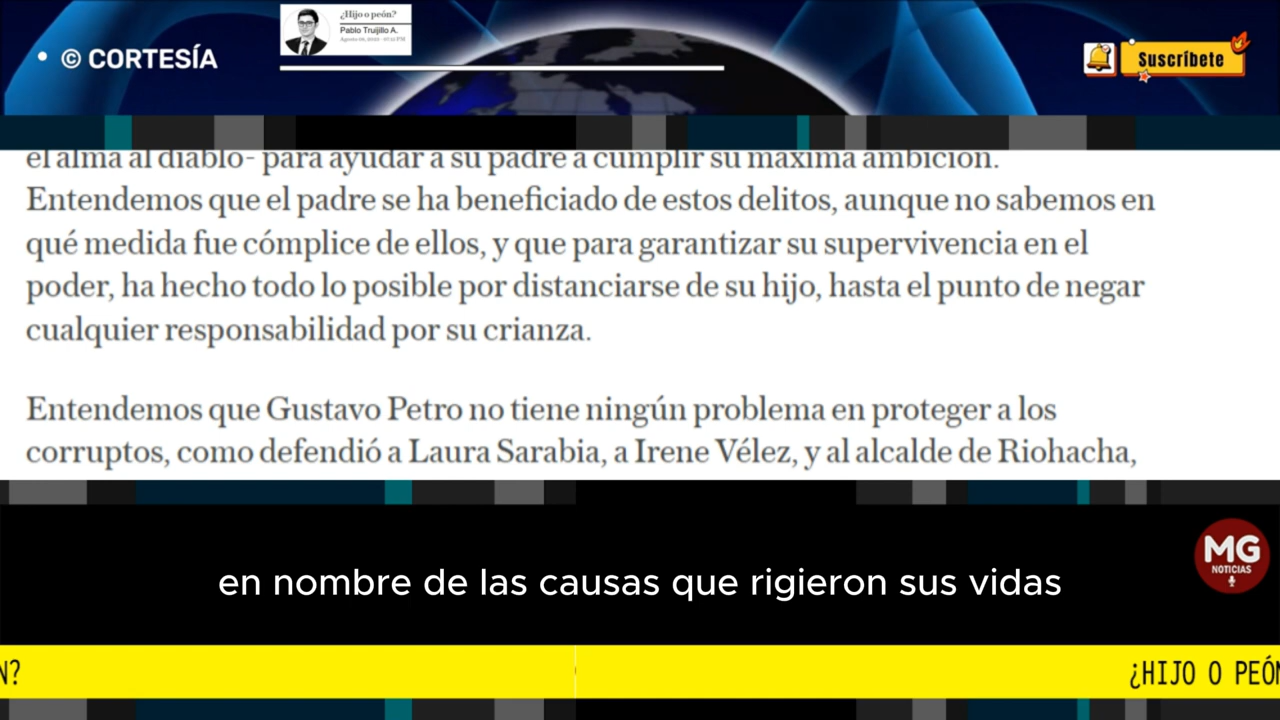 • © CORTESÍA
¿Hijo o peón?
Pablo Trujillo A.
Suscríbete
el alma al diablo- para ayudar a su padre a cumplir su máxima ambición.
Entendemos que el padre se ha beneficiado de estos delitos, aunque no sabemos en
qué medida fue cómplice de ellos, y que para garantizar su supervivencia en el
poder, ha hecho todo lo posible por distanciarse de su hijo, hasta el punto de negar
cualquier responsabilidad por su crianza.
Entendemos que Gustavo Petro no tiene ningún problema en proteger a los
corruptos, como defendió a Laura Sarabia, a Irene Vélez, y al alcalde de Riohacha,
MG
NOTICIAS
en nombre de las causas que rigieron sus vidas
N?
¿HIJO O PEÓN